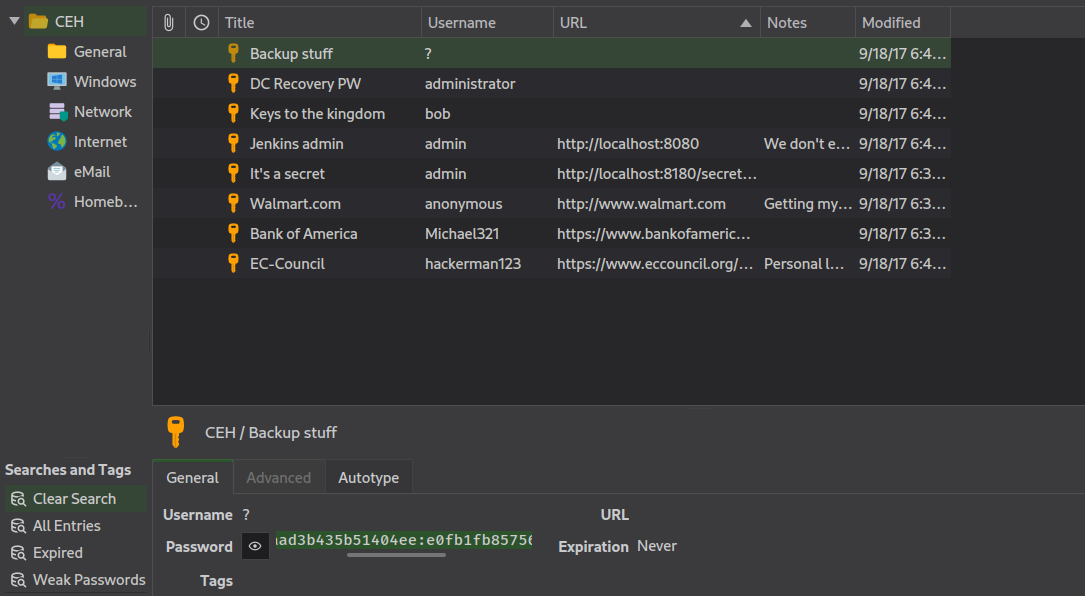 CEH
General
Windows
Network
Internet
eMail
Homeb...
Title Username URL Notes Modified
Backup stuff ? 9/18/17 6:4...
DC Recovery PW administrator 9/18/17 6:4...
Keys to the kingdom bob 9/18/17 6:4...
Jenkins admin admin http://localhost:8080 We don't e... 9/18/17 6:4...
It's a secret admin http://localhost:8180/secret... 9/18/17 6:3...
Walmart.com anonymous http://www.walmart.com Getting my... 9/18/17 6:3...
Bank of America Michael321 https://www.bankofameric... 9/18/17 6:3...
EC-Council hackerman123 https://www.eccouncil.org/... Personal l... 9/18/17 6:4...
CEH / Backup stuff
Searches and Tags
Clear Search
All Entries
Expired
Weak Passwords
General Advanced Autotype
Username ? URL
Password aad3b435b51404ee:e0fb1fb85756 Expiration Never
Tags